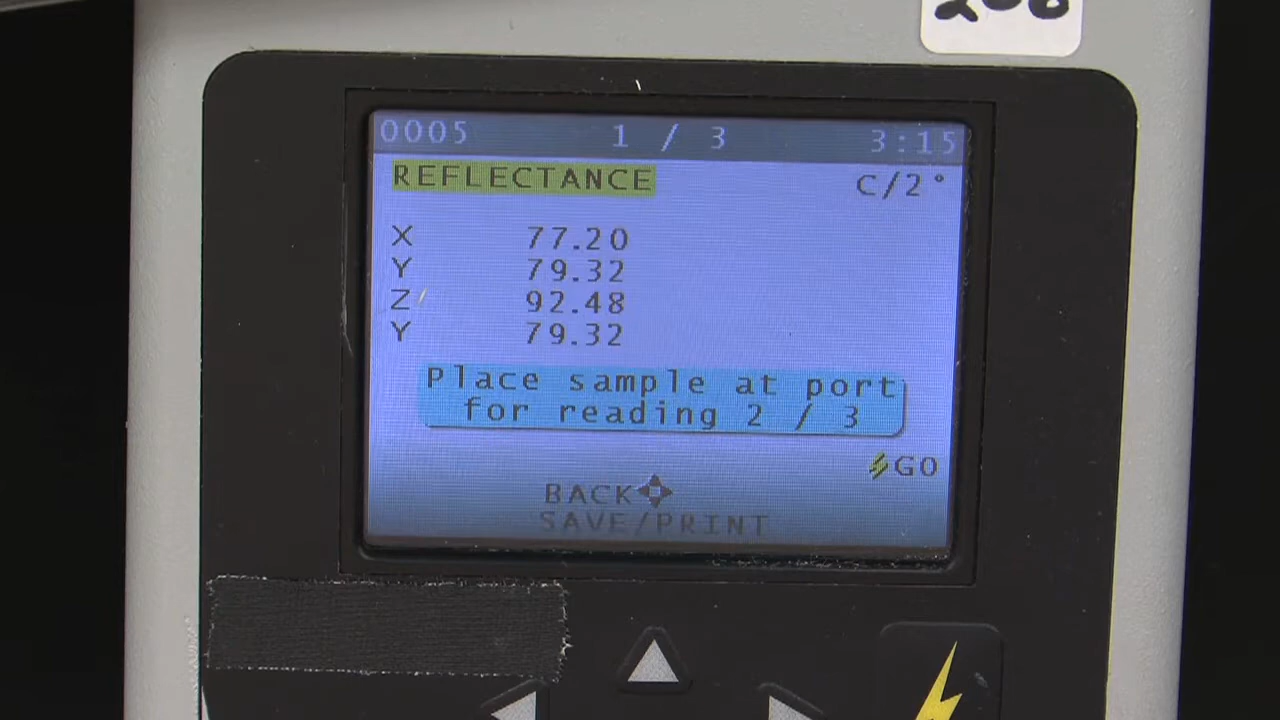 0005 1 / 3 3:15
REFLECTANCE C/2°
X 77.20
Y 79.32
Z 92.48
Y 79.32
Place sample at port
for reading 2 / 3
GO
BACK
SAVE/PRINT